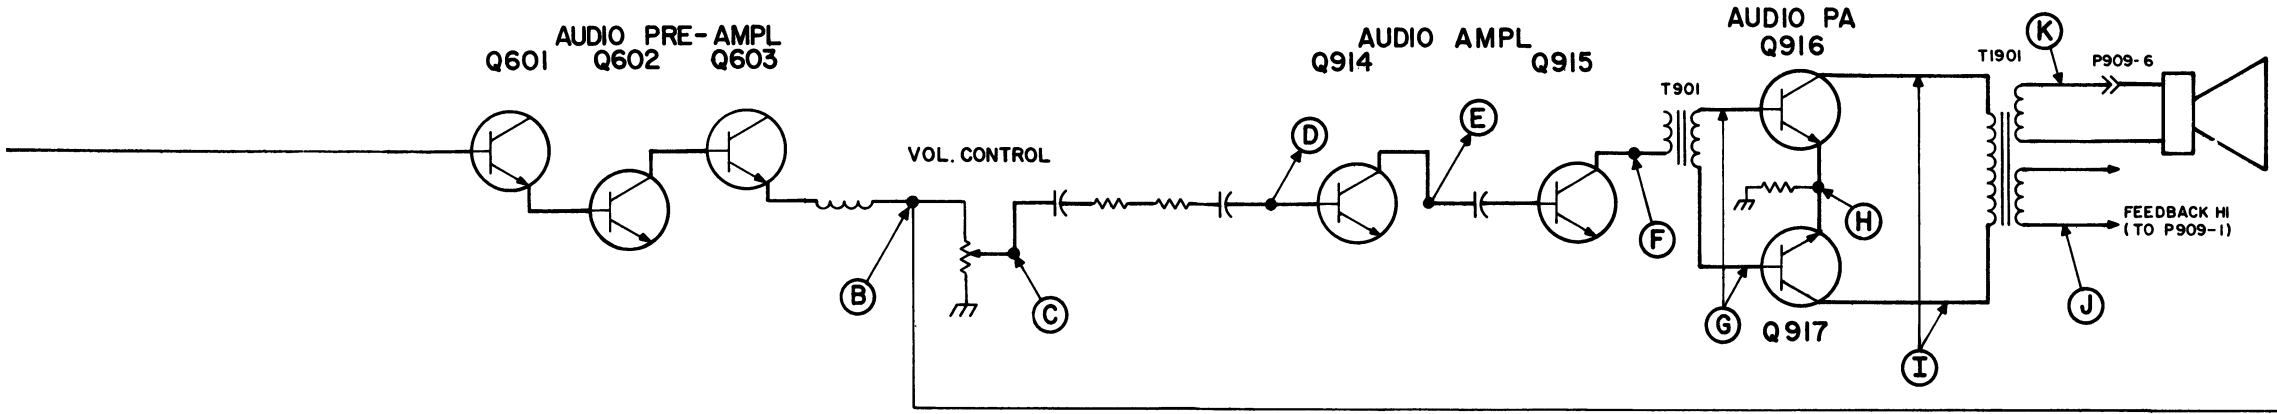 AUDIO PRE-AMPL
Q601 Q602 Q603
AUDIO AMPL
Q914 Q915
AUDIO PA
Q916
T901
T1901
K
P909-6
VOL. CONTROL
D
E
F
H
FEEDBACK HI
(TO P909-1)
B
C
G
Q917
J
I